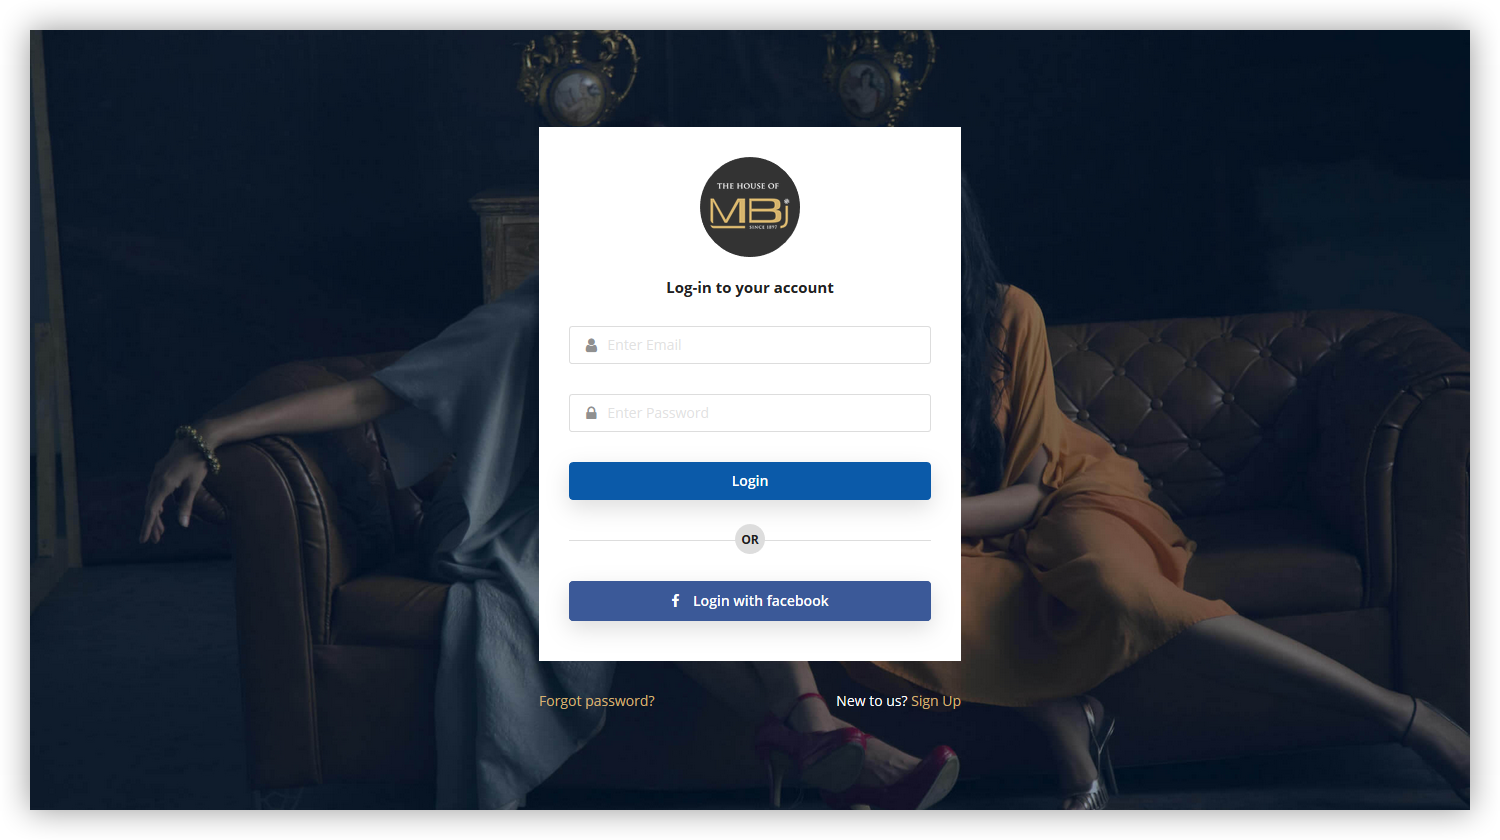 THE HOUSE OF
MBj
SINCE 1897
Log-in to your account
Enter Email
Enter Password
Login
OR
Login with facebook
Forgot password?
New to us? Sign Up